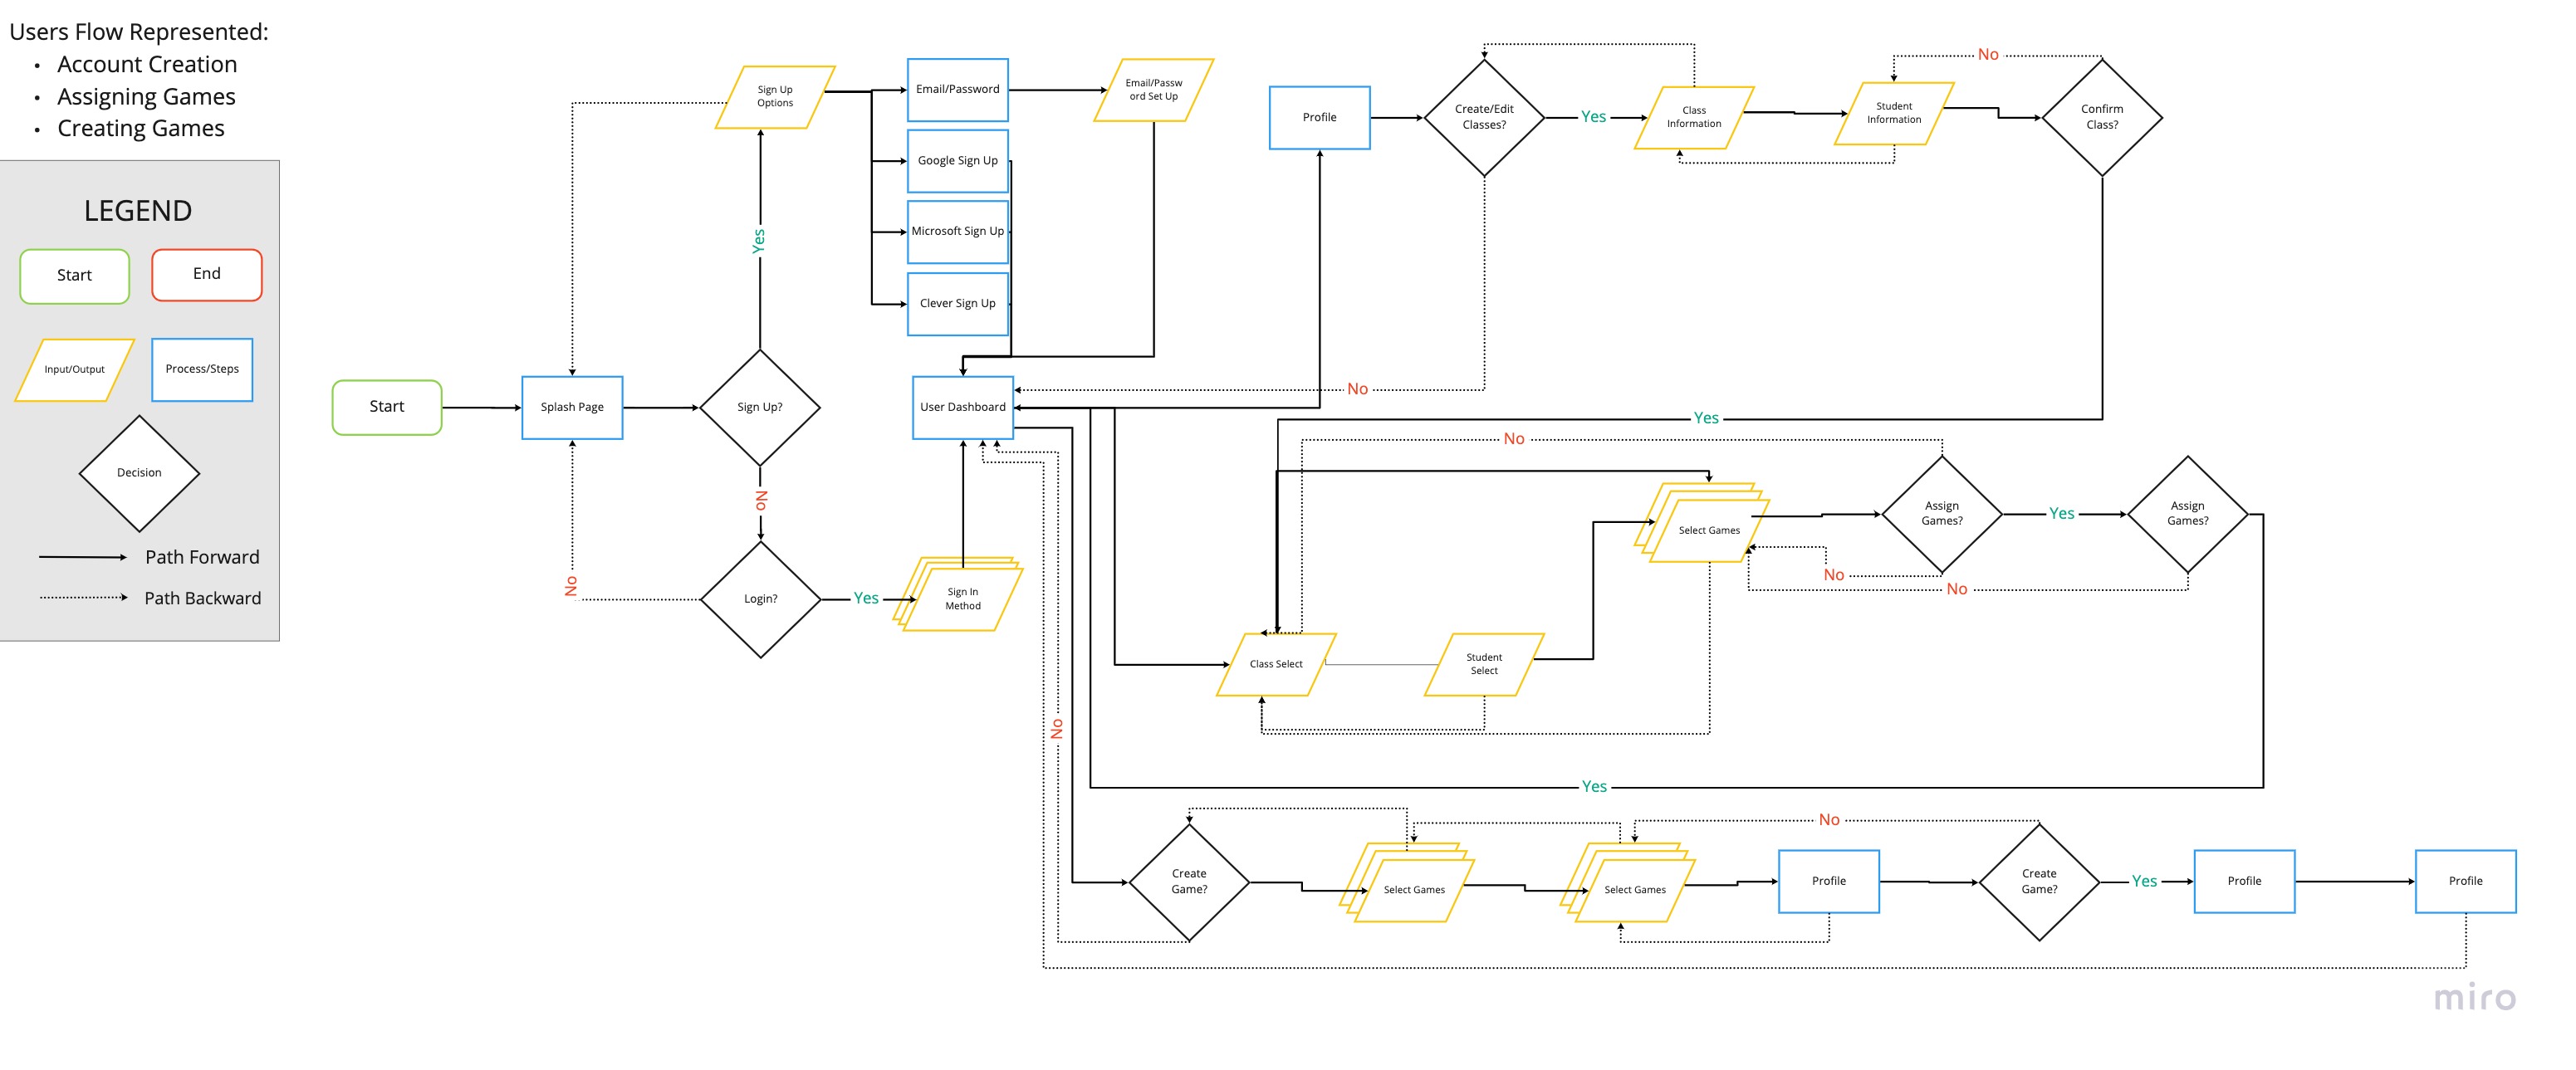 Users Flow Represented:
• Account Creation
• Assigning Games
• Creating Games
LEGEND
Start
End
Input/Output
Process/Steps
Decision
Path Forward
Path Backward
Start
Splash Page
Sign Up?
Yes
No
Sign Up
Options
Email/Password
Google Sign Up
Microsoft Sign Up
Clever Sign Up
Email/Passw
ord Set Up
Login?
No
Yes
Sign In
Method
User Dashboard
Profile
Create/Edit
Classes?
Yes
No
Class
Information
Student
Information
No
Confirm
Class?
Yes
No
Class Select
Student
Select
Select Games
Assign
Games?
Yes
Assign
Games?
No
No
Yes
No
Create
Game?
Select Games
Select Games
Profile
No
Create
Game?
Yes
Profile
Profile
miro